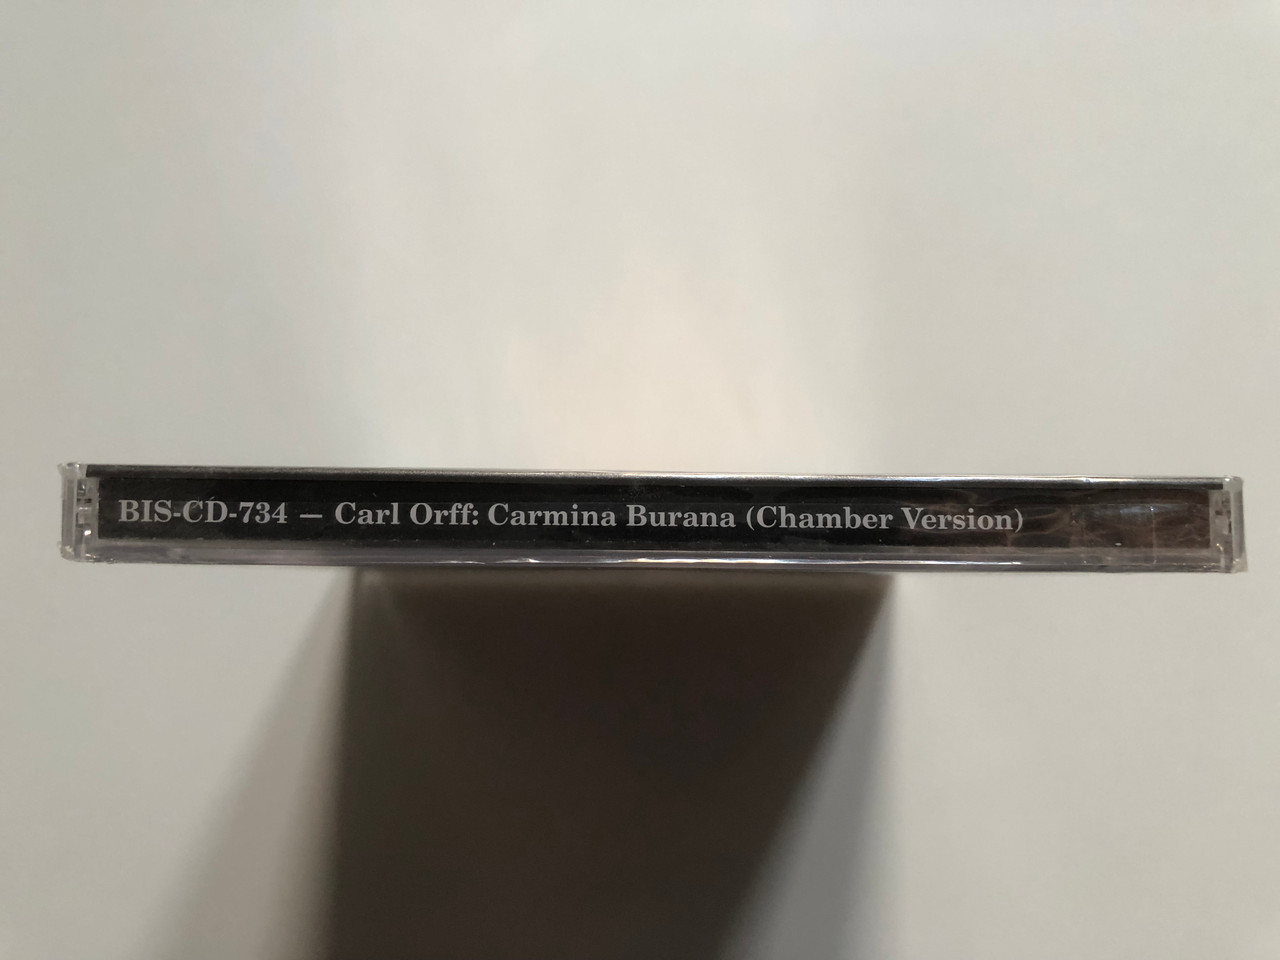 BIS-CD-734 – Carl Orff: Carmina Burana (Chamber Version)